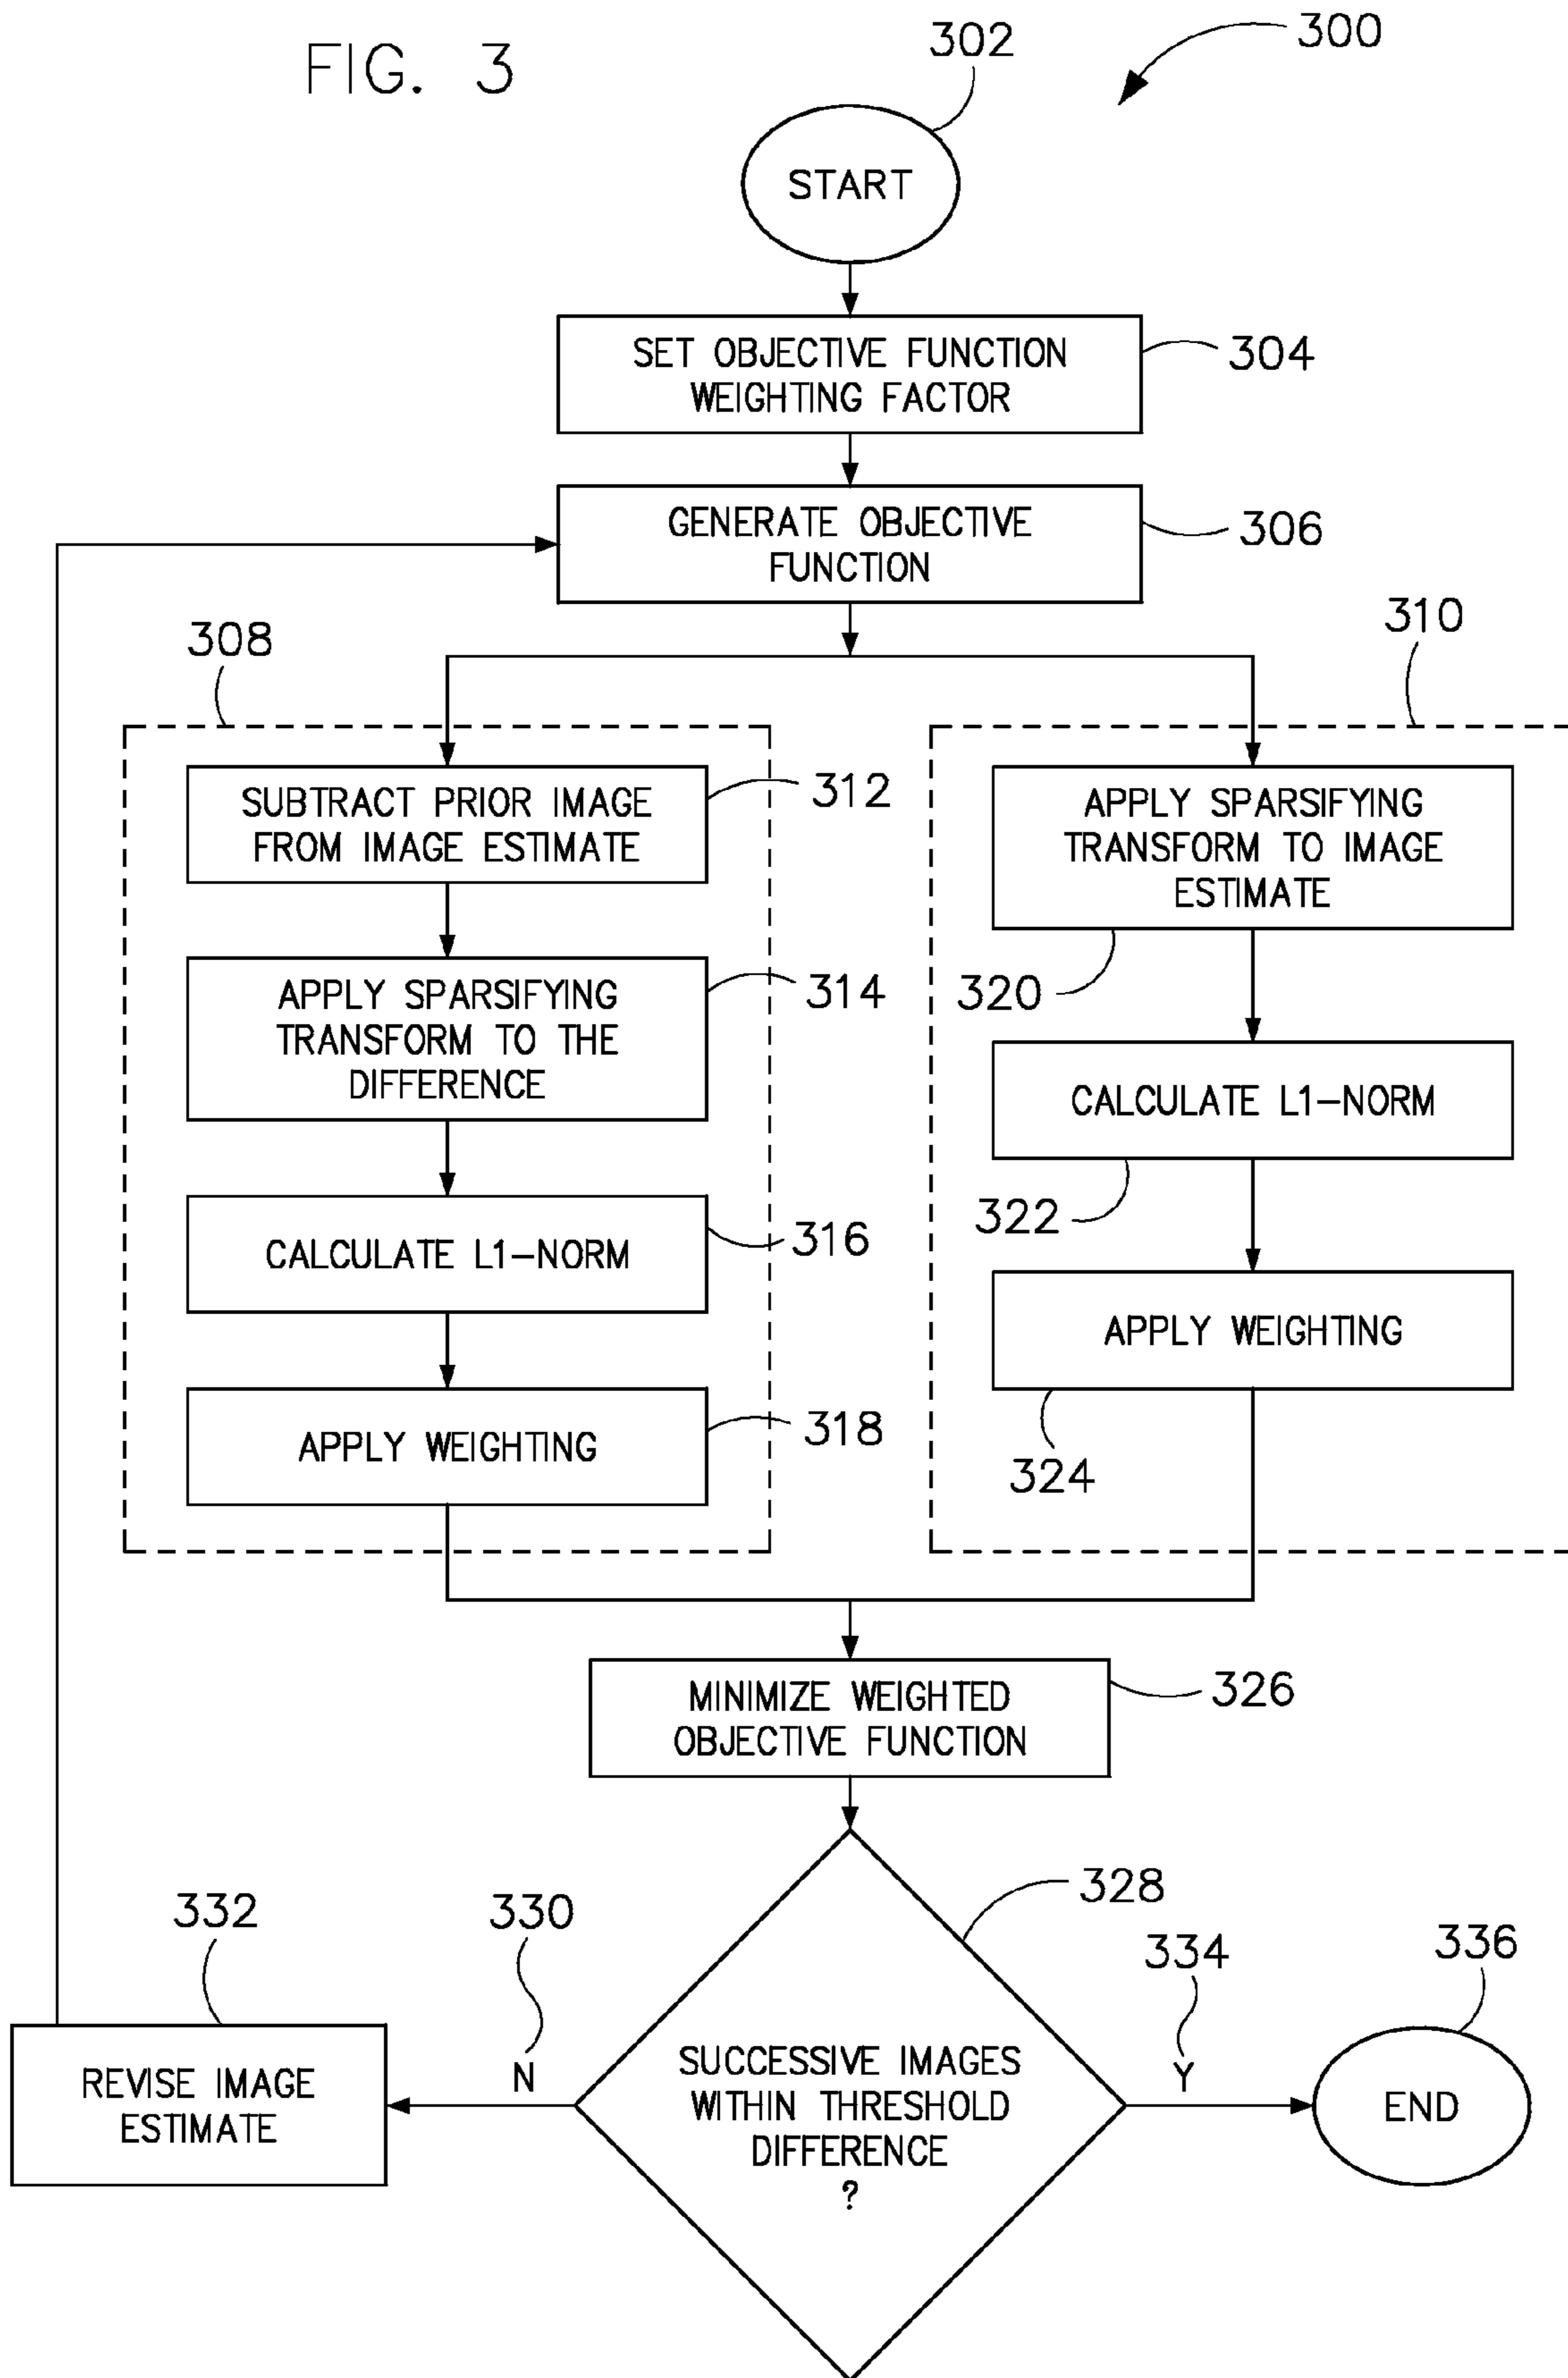 FIG. 3
302
300
START
SET OBJECTIVE FUNCTION
WEIGHTING FACTOR
304
GENERATE OBJECTIVE
FUNCTION
306
308
310
SUBTRACT PRIOR IMAGE
FROM IMAGE ESTIMATE
312
APPLY SPARSIFYING
TRANSFORM TO THE
DIFFERENCE
314
CALCULATE L1-NORM
316
APPLY WEIGHTING
318
APPLY SPARSIFYING
TRANSFORM TO IMAGE
ESTIMATE
320
CALCULATE L1-NORM
322
APPLY WEIGHTING
324
MINIMIZE WEIGHTED
OBJECTIVE FUNCTION
326
328
SUCCESSIVE IMAGES
WITHIN THRESHOLD
DIFFERENCE
?
330
N
332
REVISE IMAGE
ESTIMATE
334
Y
336
END